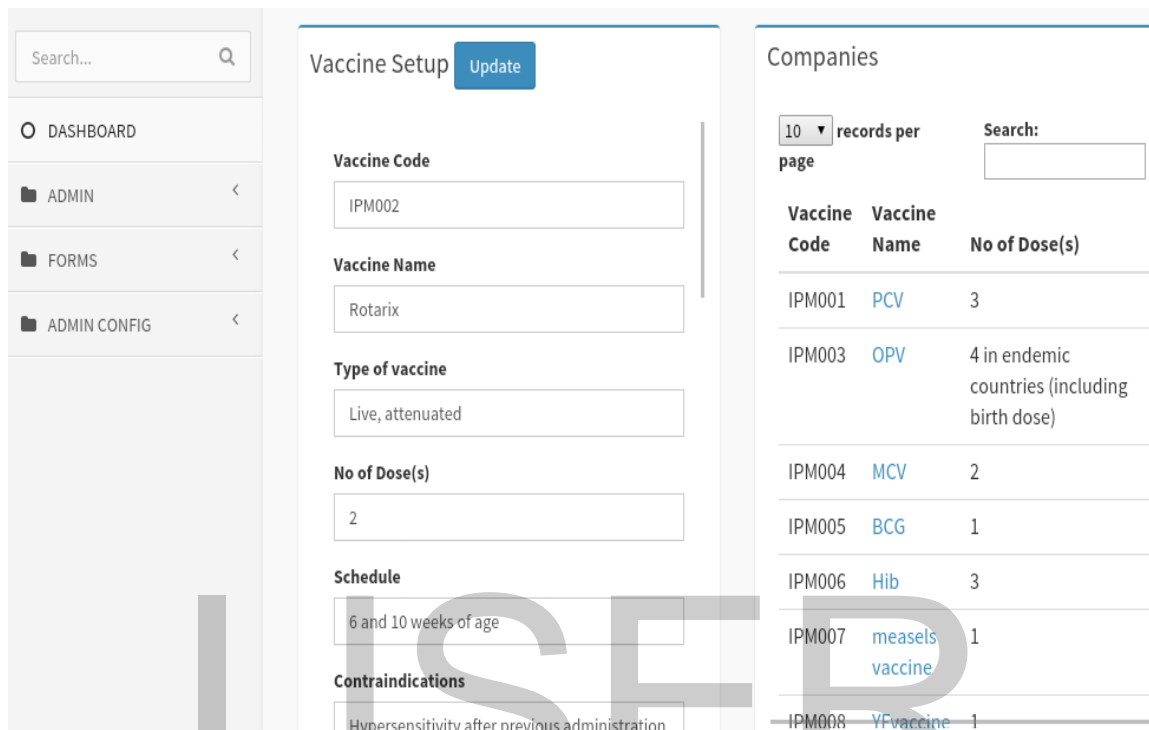 Search...
DASHBOARD
ADMIN
FORMS
ADMIN CONFIG
Vaccine Setup Update
Vaccine Code
IPM002
Vaccine Name
Rotarix
Type of vaccine
Live, attenuated
No of Dose(s)
2
Schedule
6 and 10 weeks of age
Contraindications
Hypersensitivity after previous administration
Companies
10 records per
page
Search:
Vaccine Vaccine
Code Name No of Dose(s)
IPM001 PCV 3
IPM003 OPV 4 in endemic
countries (including
birth dose)
IPM004 MCV 2
IPM005 BCG 1
IPM006 Hib 3
IPM007 measels 1
vaccine
IPM008 YFvaccine 1
IJSER